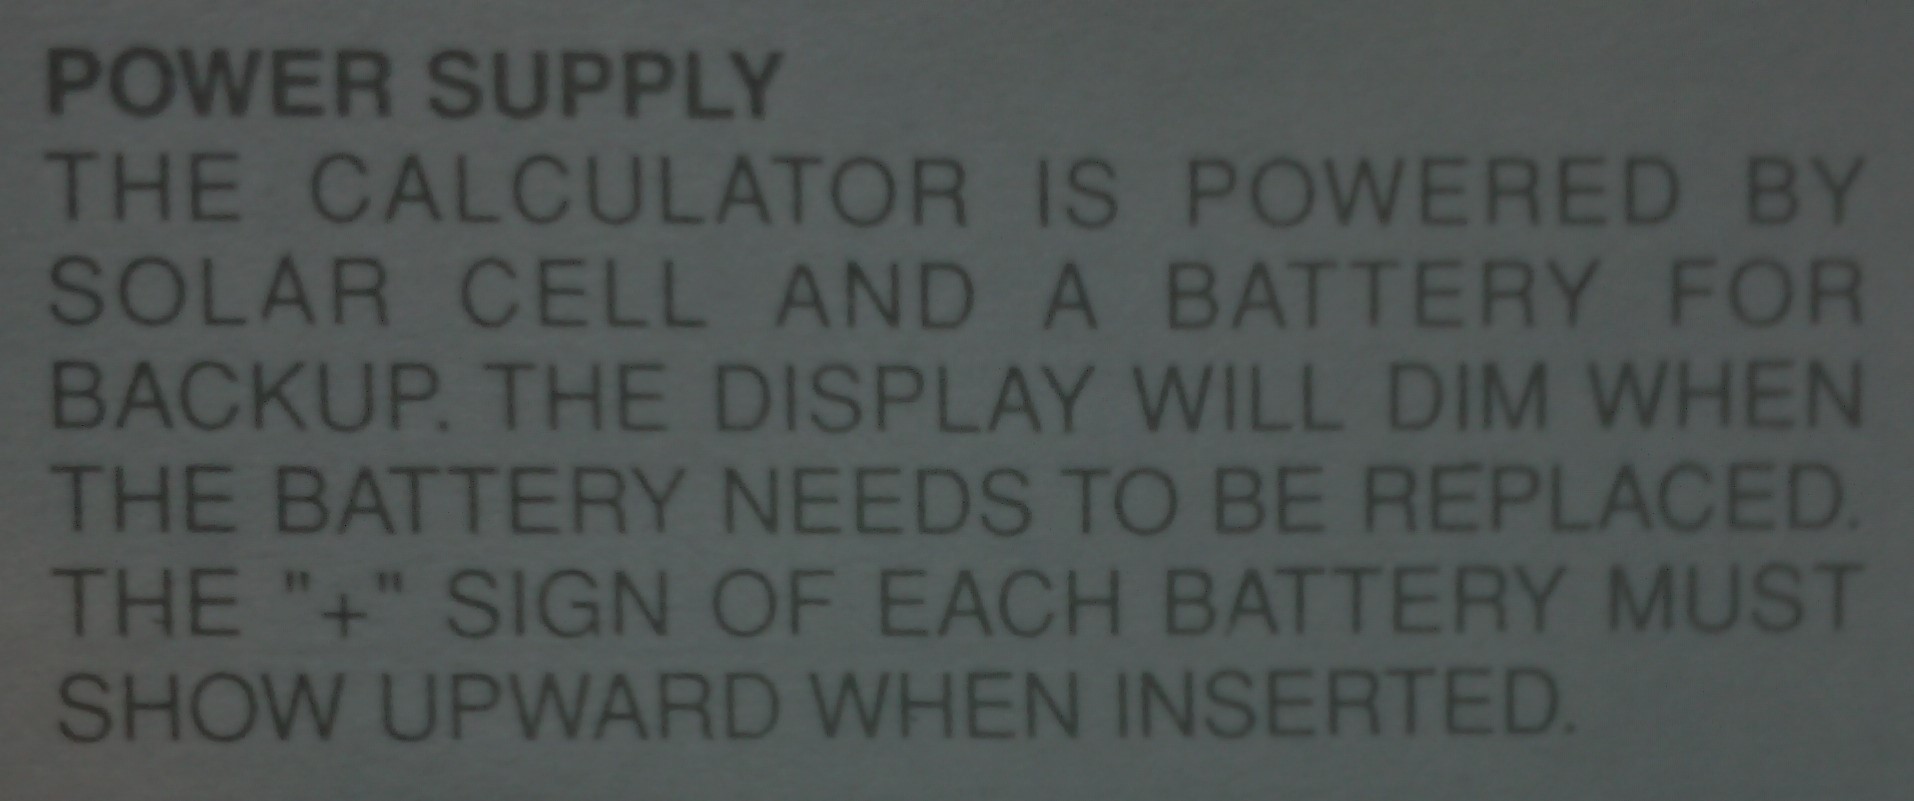 POWER SUPPLY
THE CALCULATOR IS POWERED BY
SOLAR CELL AND A BATTERY FOR
BACKUP. THE DISPLAY WILL DIM WHEN
THE BATTERY NEEDS TO BE REPLACED.
THE "+" SIGN OF EACH BATTERY MUST
SHOW UPWARD WHEN INSERTED.